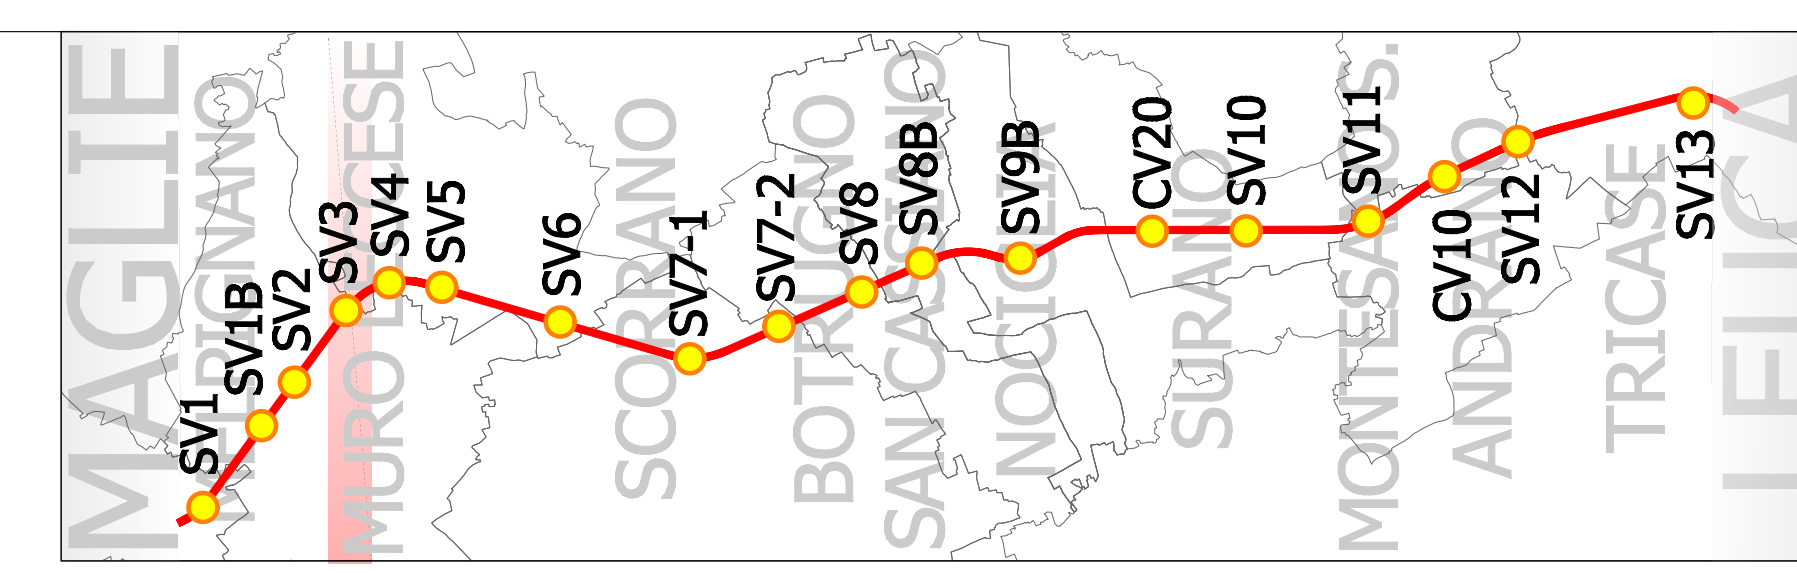 MAGLIE
MELPIGNANO
MURO LECCESE
SCORRANO
BOTRUGNO
SAN CASSIANO
NOCIGLIA
SURANO
MONTESANO S.
ANDRANO
TRICASE
SV1
SV1B
SV2
SV3
SV4
SV5
SV6
SV7-1
SV7-2
SV8
SV8B
SV9B
CV20
SV10
SV11
CV10
SV12
SV13